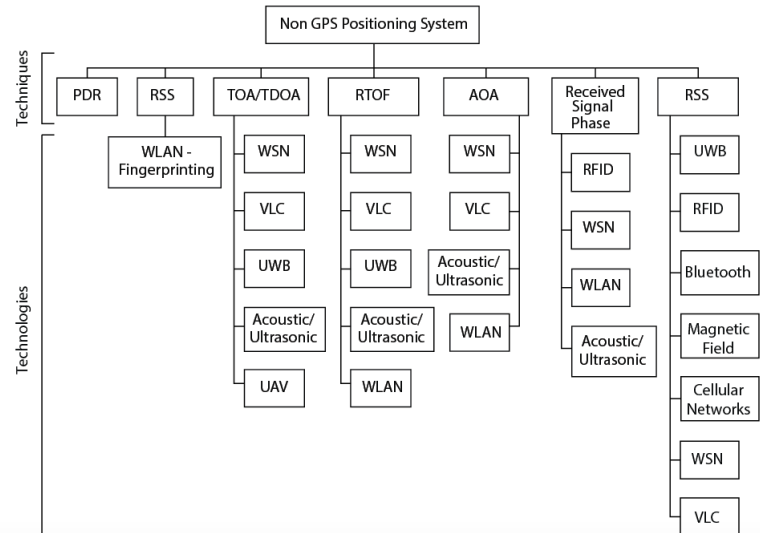 Non GPS Positioning System
Techniques
PDR
RSS
TOA/TDOA
RTOF
AOA
Received
Signal
Phase
RSS
Technologies
WLAN -
Fingerprinting
WSN
VLC
UWB
Acoustic/
Ultrasonic
UAV
WSN
VLC
UWB
Acoustic/
Ultrasonic
WLAN
WSN
VLC
Acoustic/
Ultrasonic
WLAN
RFID
WSN
WLAN
Acoustic/
Ultrasonic
UWB
RFID
Bluetooth
Magnetic
Field
Cellular
Networks
WSN
VLC